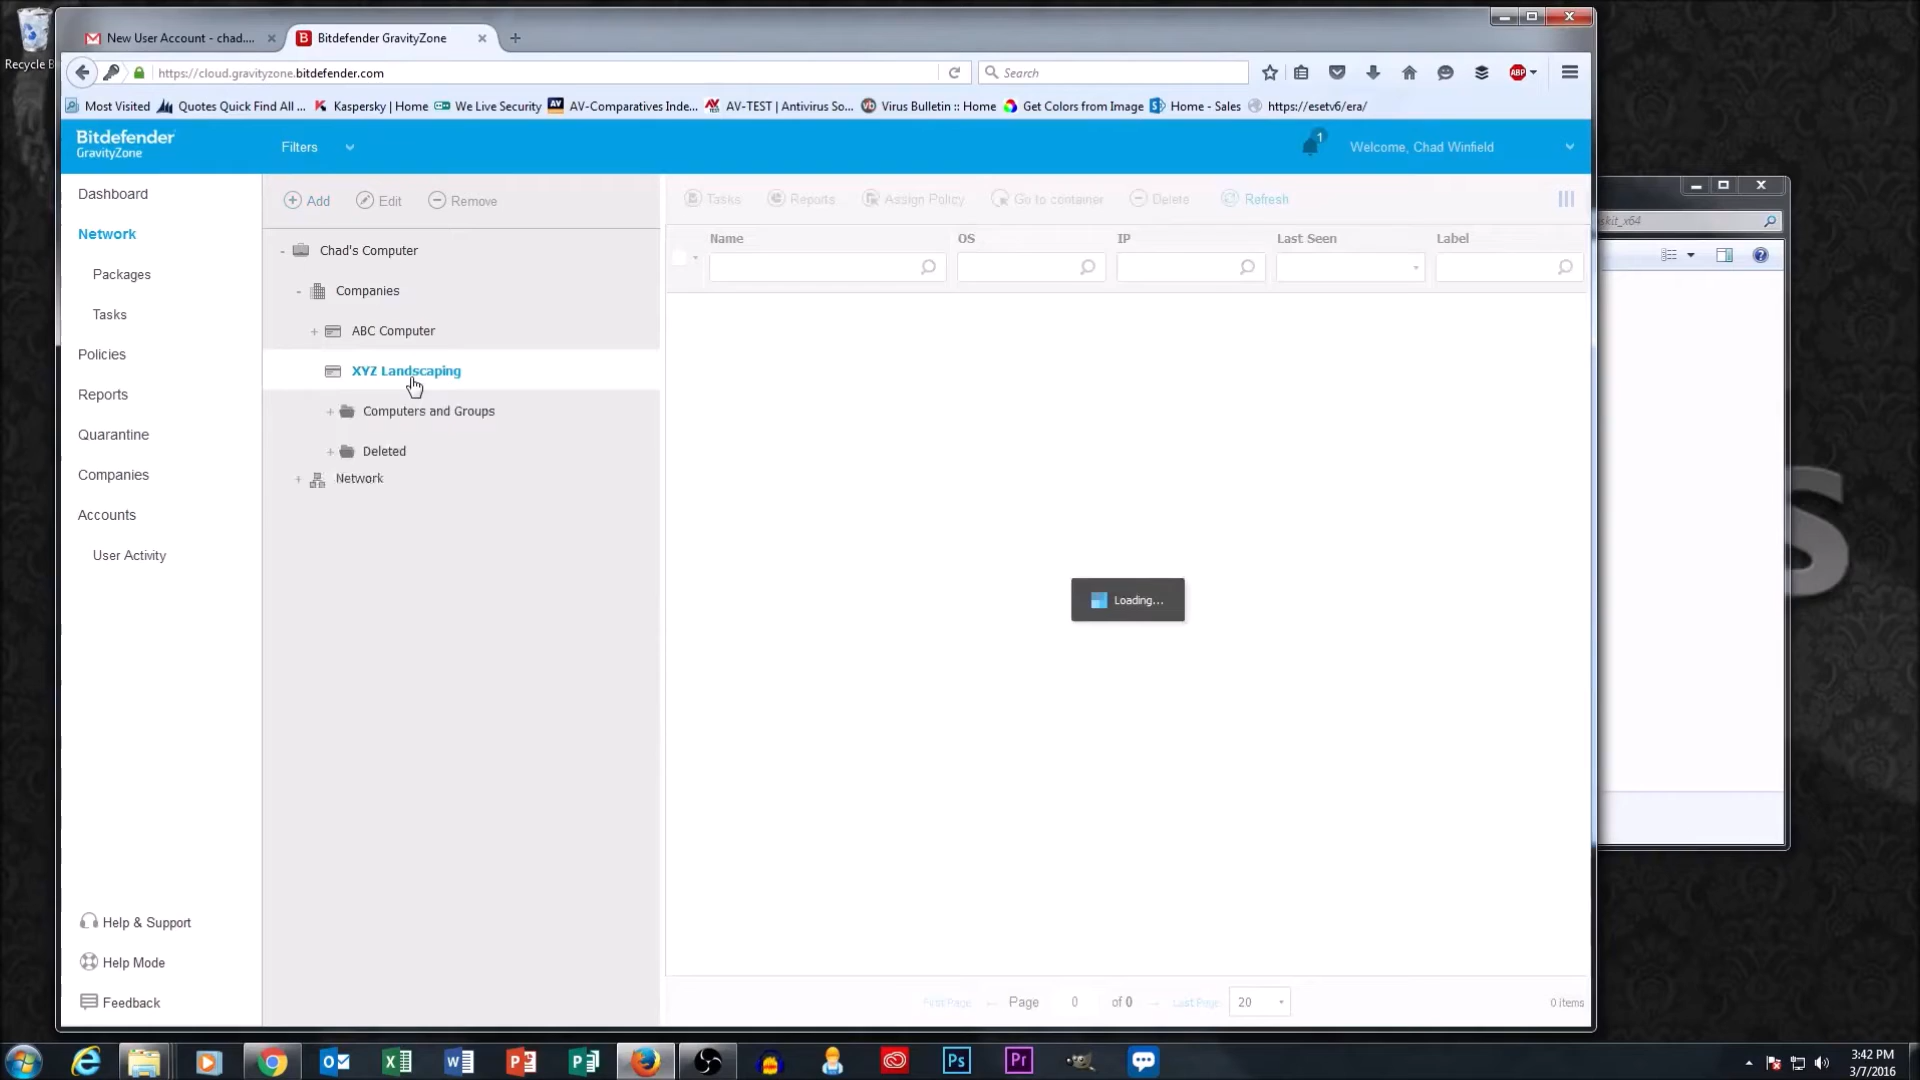 Recycle B
New User Account - chad....
Bitdefender GravityZone
https://cloud.gravityzone.bitdefender.com
Search
ABP
Most Visited
Quotes Quick Find All ...
Kaspersky | Home
We Live Security
AV-Comparatives Inde...
AV-TEST | Antivirus So...
Virus Bulletin :: Home
Get Colors from Image
Home - Sales
https://esetv6/era/
Bitdefender
GravityZone
Filters
1
Welcome, Chad Winfield
Dashboard
Network
Packages
Tasks
Policies
Reports
Quarantine
Companies
Accounts
User Activity
Help & Support
Help Mode
Feedback
Add
Edit
Remove
Chad's Computer
Companies
ABC Computer
XYZ Landscaping
Computers and Groups
Deleted
Network
Tasks
Reports
Assign Policy
Go to container
Delete
Refresh
Name
OS
IP
Last Seen
Label
Loading...
First Page
Page
0
of 0
Last Page
20
0 items
skit_x64
S
3:42 PM
3/7/2016